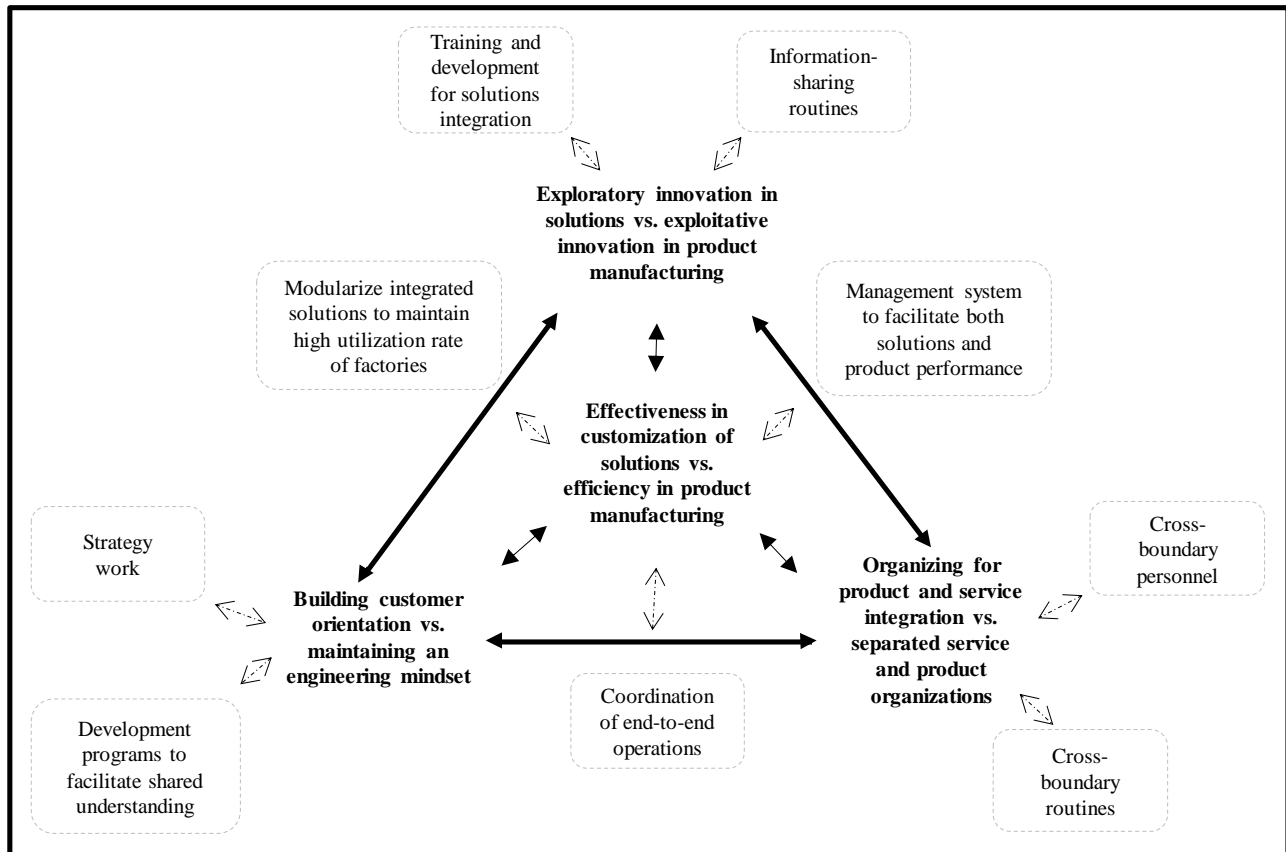 Training and
development
for solutions
integration
Information-
sharing
routines
Exploratory innovation in
solutions vs. exploitative
innovation in product
manufacturing
Modularize integrated
solutions to maintain
high utilization rate
of factories
Management system
to facilitate both
solutions and
product performance
Effectiveness in
customization of
solutions vs.
efficiency in product
manufacturing
Strategy
work
Cross-
boundary
personnel
Building customer
orientation vs.
maintaining an
engineering mindset
Organizing for
product and service
integration vs.
separated service
and product
organizations
Development
programs to
facilitate shared
understanding
Coordination
of end-to-end
operations
Cross-
boundary
routines